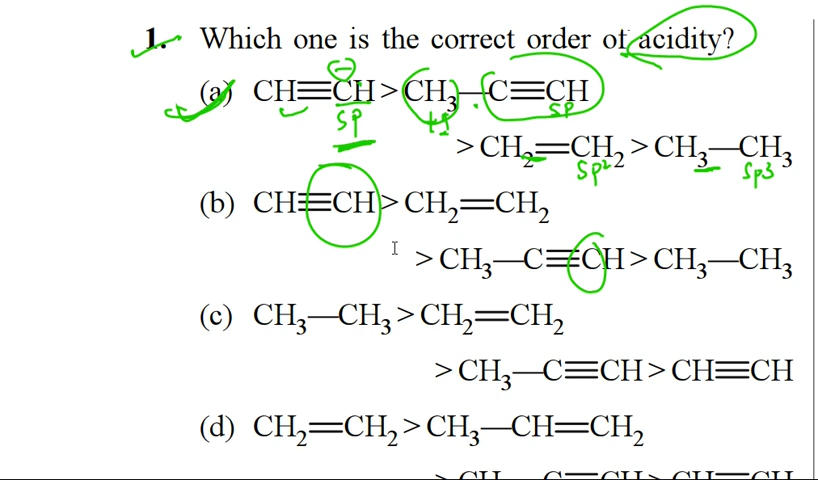 1. Which one is the correct order of acidity?
(–)
(a) CH≡CH > CH₃—C≡CH
sp +I sp
> CH₂=CH₂ > CH₃—CH₃
sp² sp3
(b) CH≡CH > CH₂=CH₂
> CH₃—C≡CH > CH₃—CH₃
(c) CH₃—CH₃ > CH₂=CH₂
> CH₃—C≡CH > CH≡CH
(d) CH₂=CH₂ > CH₃—CH=CH₂